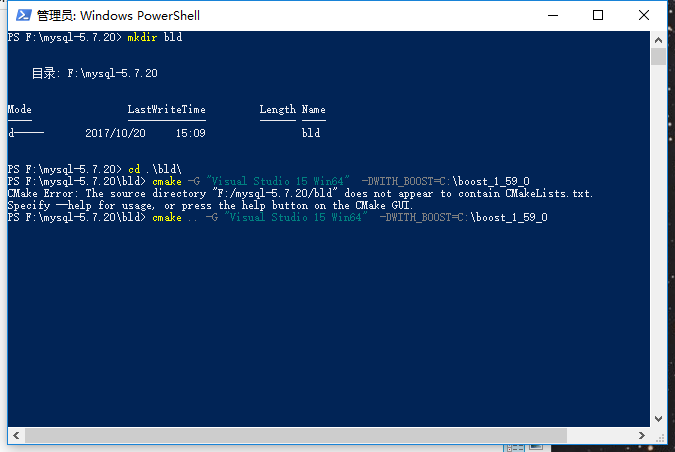 管理员: Windows PowerShell
PS F:\mysql-5.7.20> mkdir bld
目录: F:\mysql-5.7.20
Mode LastWriteTime Length Name
d----- 2017/10/20 15:09 bld
PS F:\mysql-5.7.20> cd .\bld\
PS F:\mysql-5.7.20\bld> cmake -G "Visual Studio 15 Win64" -DWITH_BOOST=C:\boost_1_59_0
CMake Error: The source directory "F:/mysql-5.7.20/bld" does not appear to contain CMakeLists.txt.
Specify --help for usage, or press the help button on the CMake GUI.
PS F:\mysql-5.7.20\bld> cmake .. -G "Visual Studio 15 Win64" -DWITH_BOOST=C:\boost_1_59_0